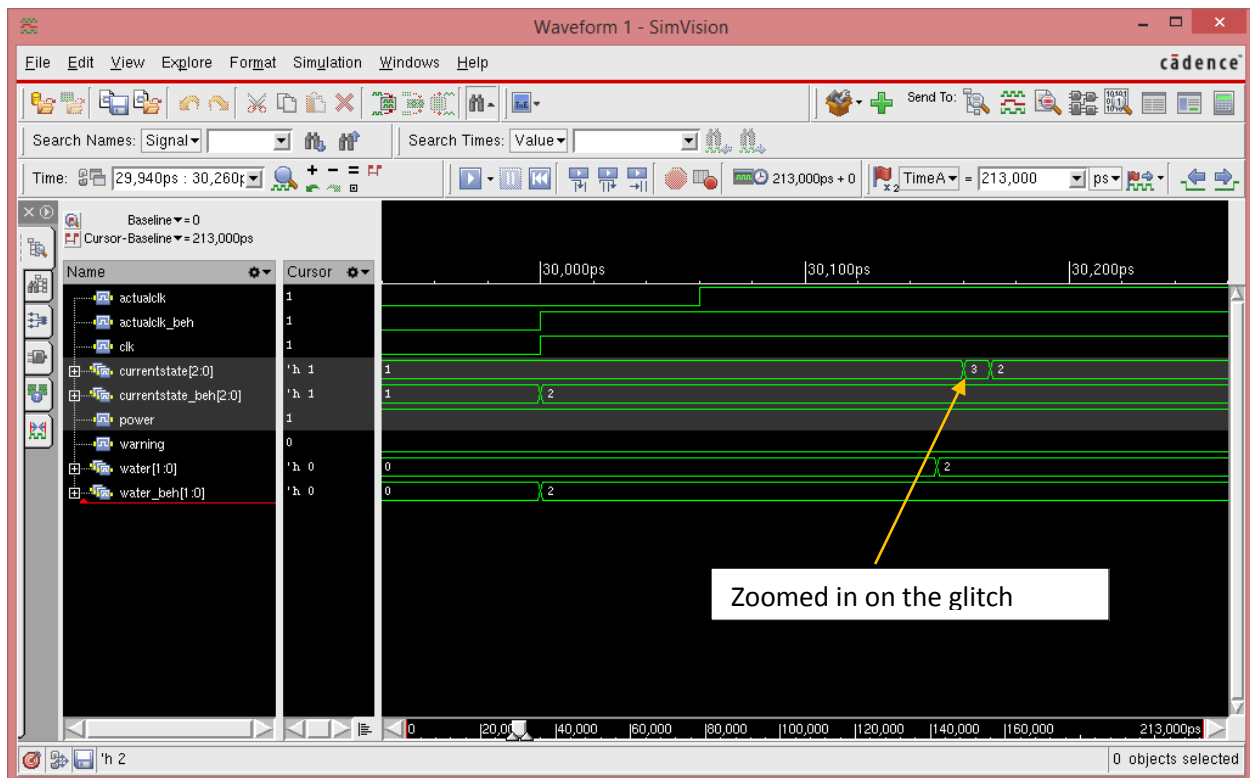 Waveform 1 - SimVision
File Edit View Explore Format Simulation Windows Help cādence
Send To:
Search Names: Signal Search Times: Value
Time: 29,940ps : 30,260p 213,000ps + 0 TimeA = 213,000 ps
Baseline = 0
Cursor-Baseline = 213,000ps
Name Cursor 30,000ps 30,100ps 30,200ps
actualclk 1
actualclk_beh 1
clk 1
currentstate[2:0] 'h 1 1 3 2
currentstate_beh[2:0] 'h 1 1 2
power 1
warning 0
water[1:0] 'h 0 0 2
water_beh[1:0] 'h 0 0 2
Zoomed in on the glitch
0 20,0 40,000 60,000 80,000 100,000 120,000 140,000 160,000 213,000ps
'h 2 0 objects selected